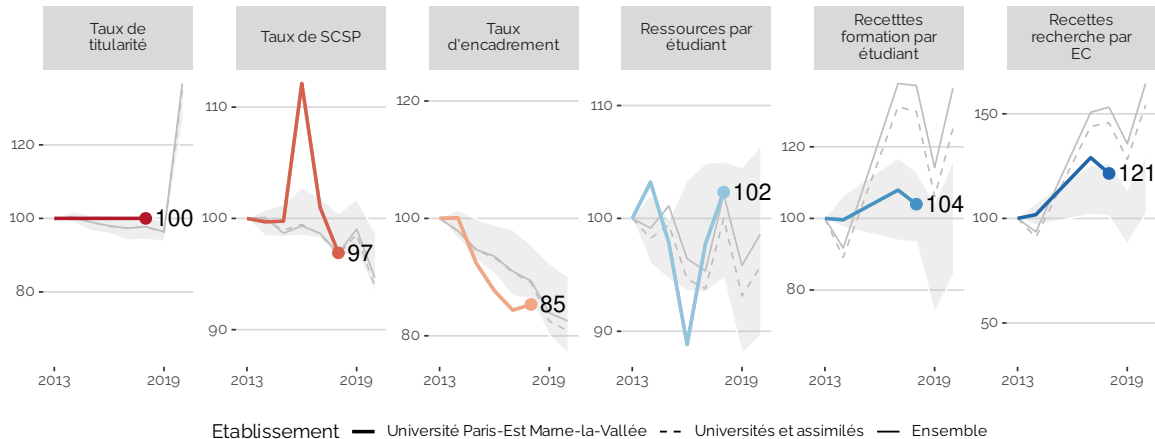 Taux de
titularité
Taux de SCSP
Taux
d'encadrement
Ressources par
étudiant
Recetttes
formation par
étudiant
Recettes
recherche par
EC
120
100
80
100
2013
2019
110
100
90
97
2013
2019
120
100
80
85
2013
2019
110
100
90
102
2013
2019
120
100
80
104
2013
2019
150
100
50
121
2013
2019
Etablissement Université Paris-Est Marne-la-Vallée Universités et assimilés Ensemble